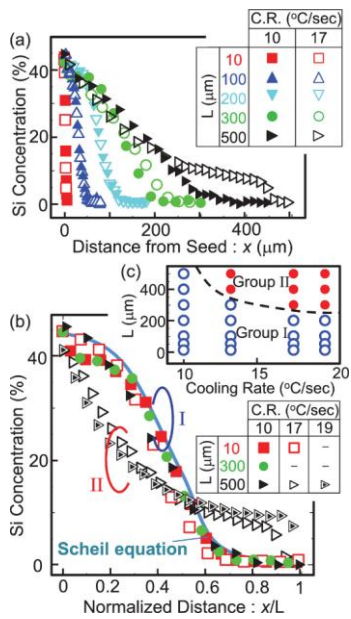 (a)
C.R. (°C/sec)
10 17
L (μm)
10
100
200
300
500
Si Concentration (%)
40
20
0
0 100 200 300 400 500
Distance from Seed : x (μm)
(c)
L (μm)
400
200
0
Group II
Group I
10 15 20
Cooling Rate (°C/sec)
(b)
C.R. (°C/sec)
10 17 19
L (μm)
10 –
300 – –
500
Si Concentration (%)
40
20
0
I
II
Scheil equation
0 0.2 0.4 0.6 0.8 1
Normalized Distance : x/L